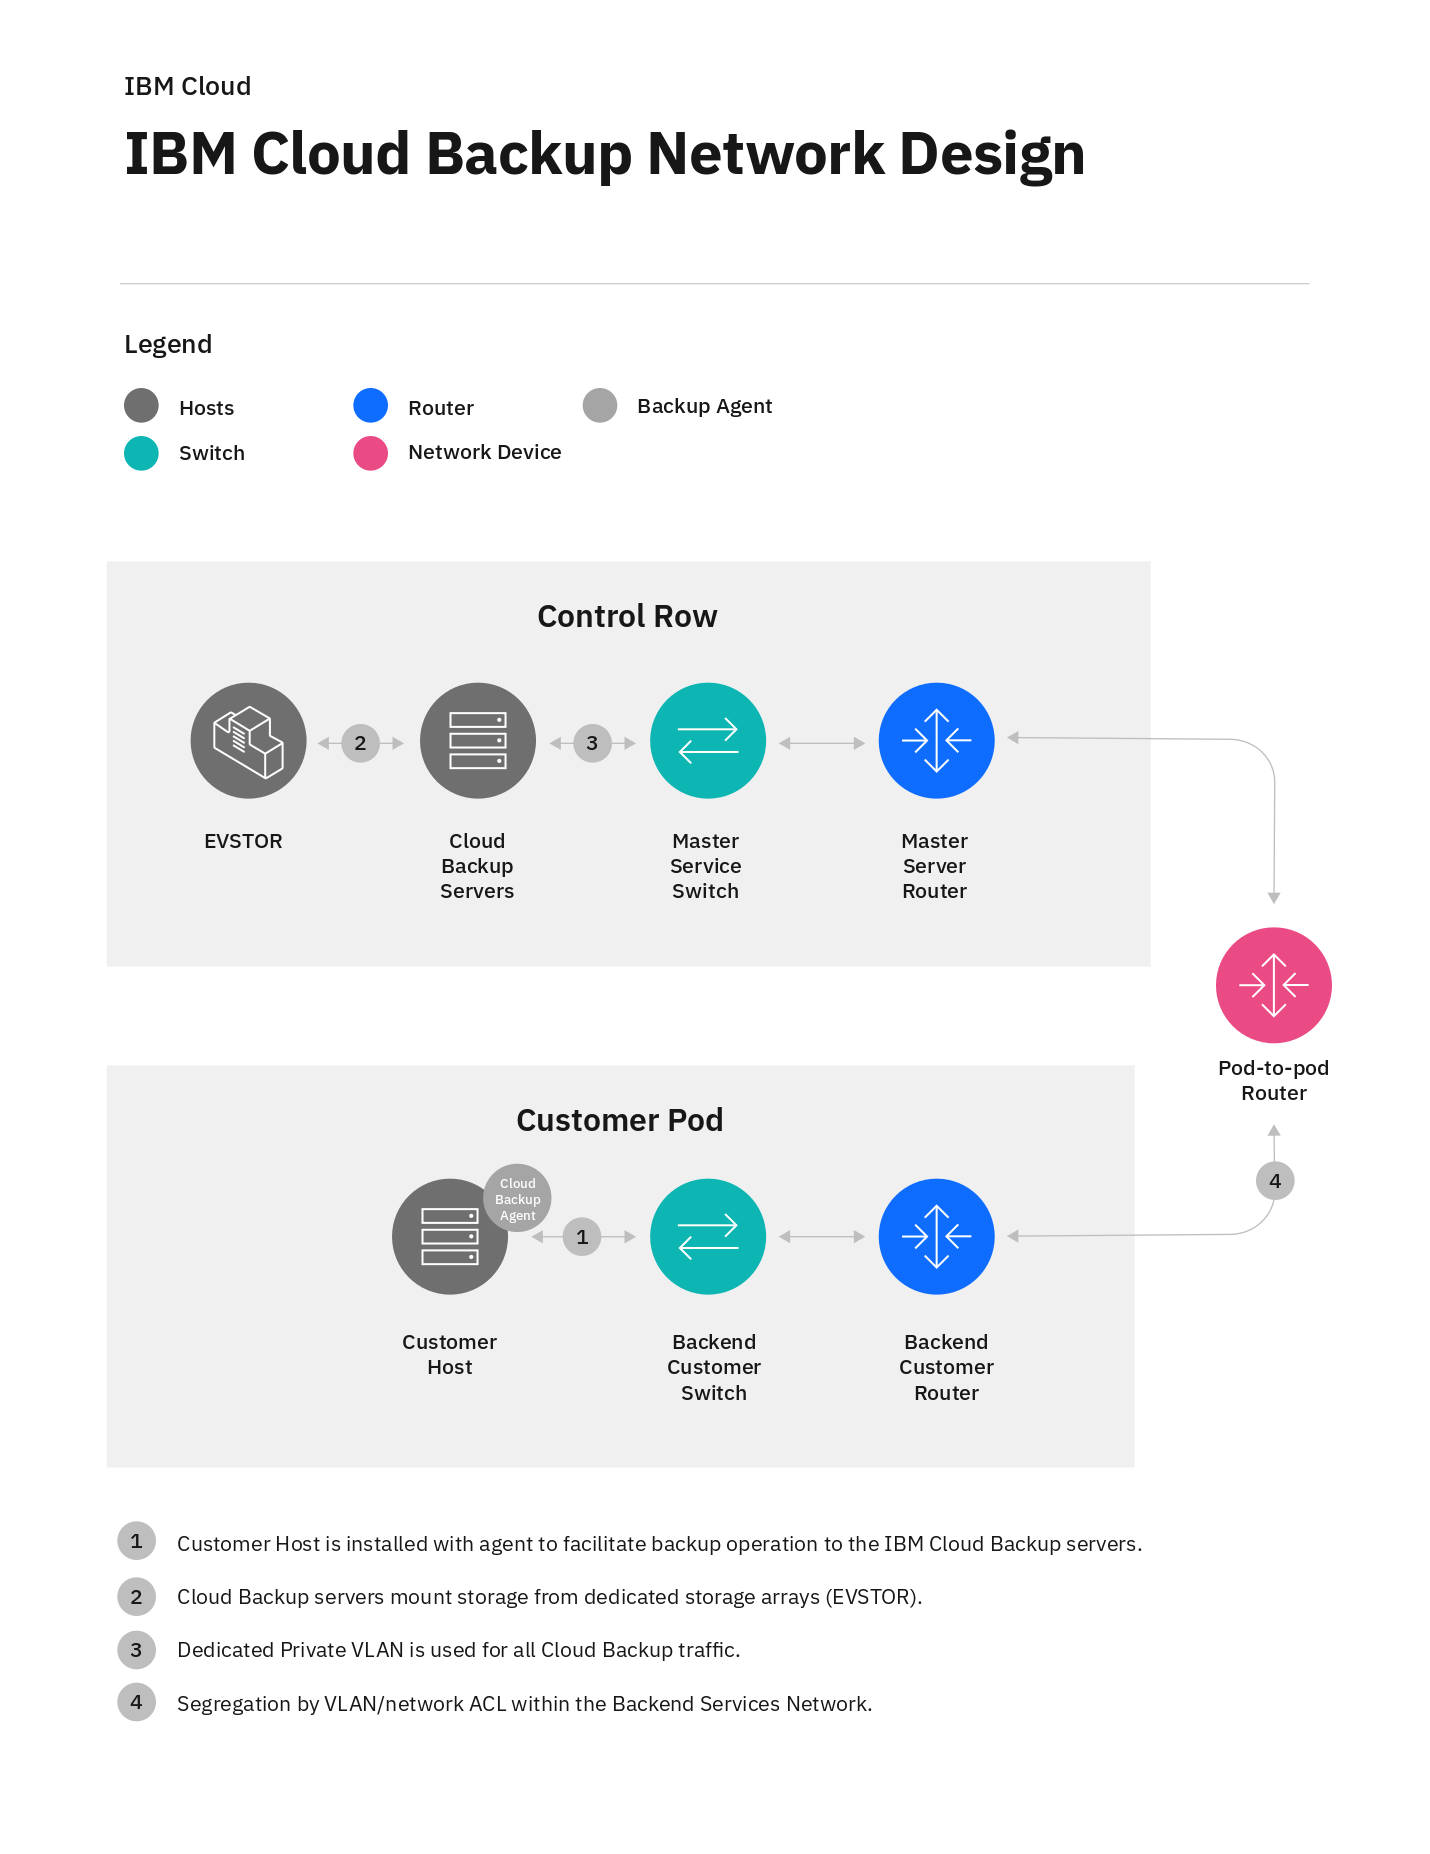 IBM Cloud
IBM Cloud Backup Network Design
Legend
Hosts
Router
Backup Agent
Switch
Network Device
Control Row
2
3
EVSTOR
Cloud
Backup
Servers
Master
Service
Switch
Master
Server
Router
Pod-to-pod
Router
4
Customer Pod
Cloud
Backup
Agent
1
Customer
Host
Backend
Customer
Switch
Backend
Customer
Router
1 Customer Host is installed with agent to facilitate backup operation to the IBM Cloud Backup servers.
2 Cloud Backup servers mount storage from dedicated storage arrays (EVSTOR).
3 Dedicated Private VLAN is used for all Cloud Backup traffic.
4 Segregation by VLAN/network ACL within the Backend Services Network.